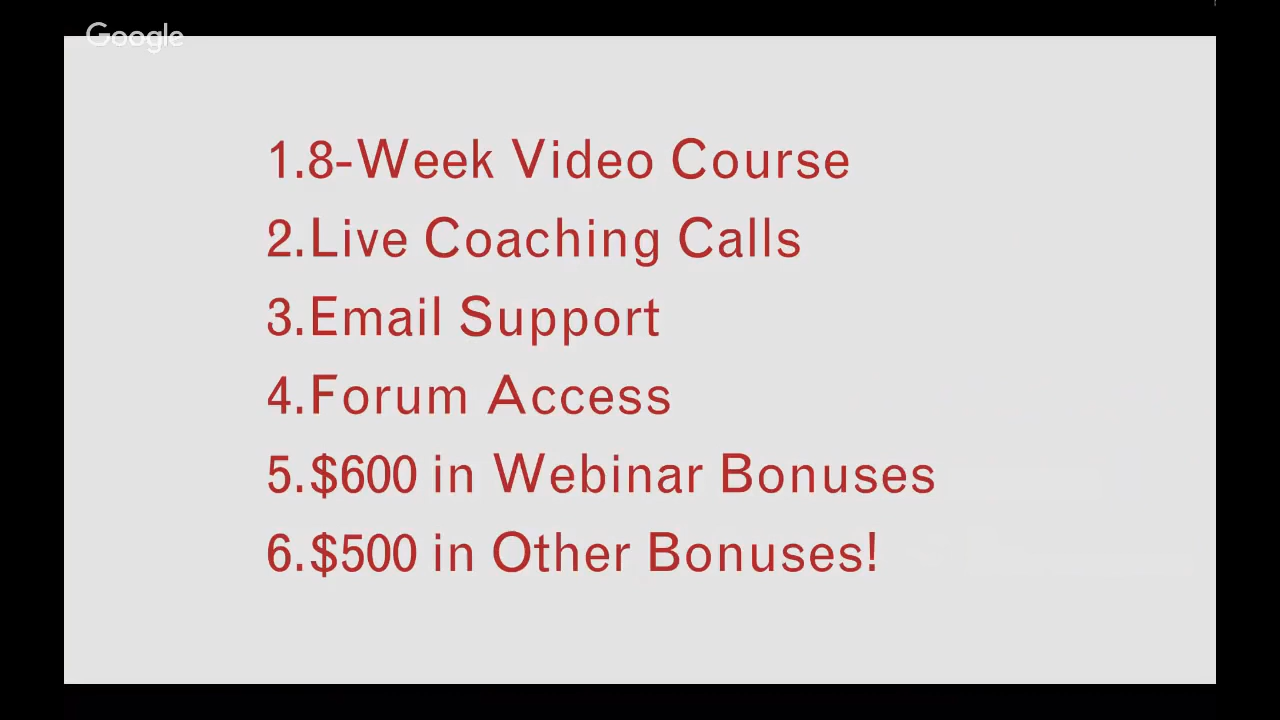 Google
1.8-Week Video Course
2.Live Coaching Calls
3.Email Support
4.Forum Access
5.$600 in Webinar Bonuses
6.$500 in Other Bonuses!